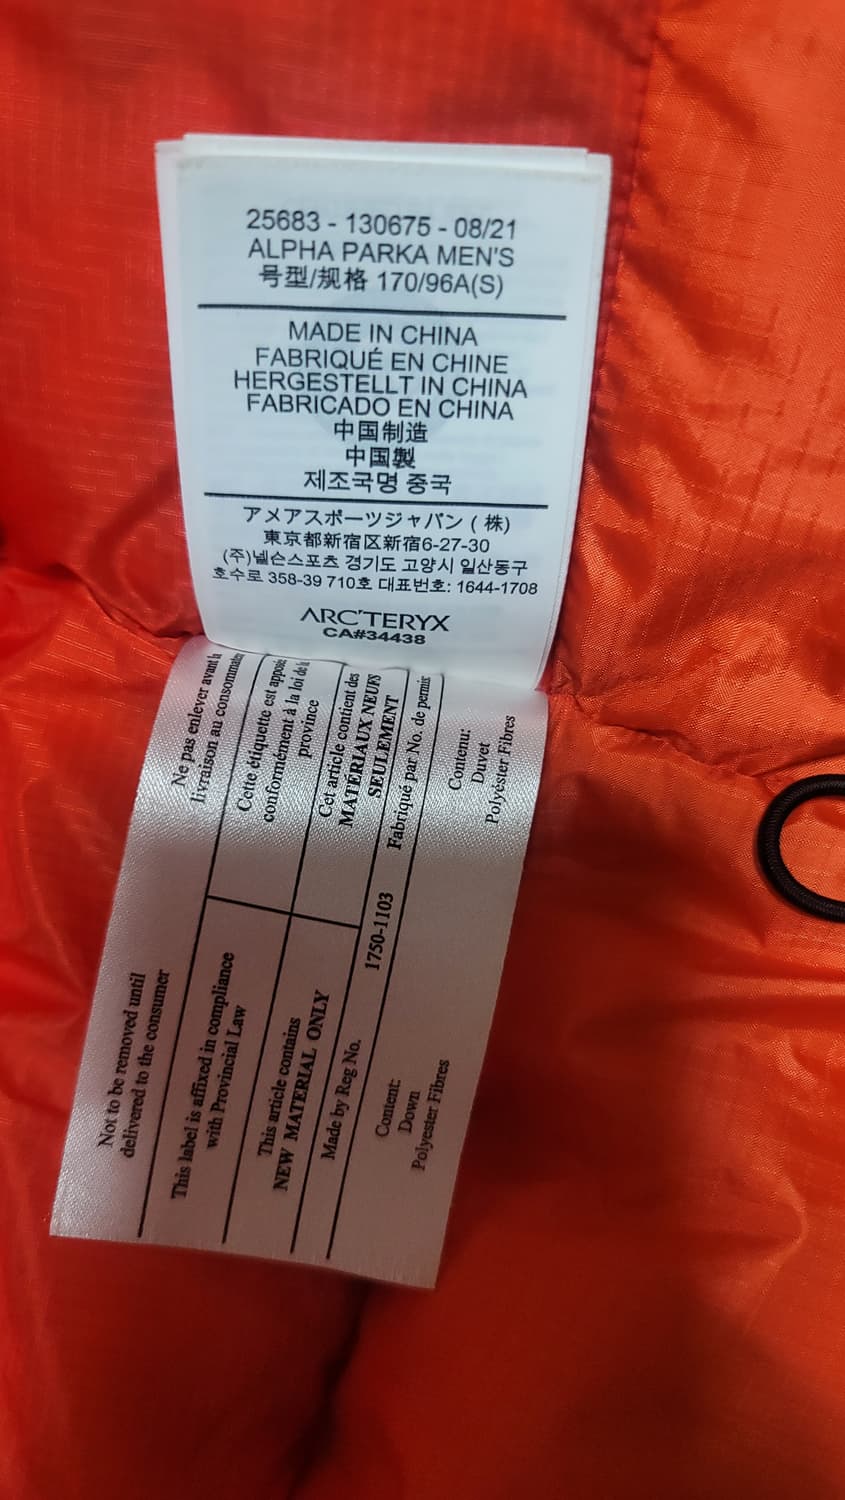 25683 - 130675 - 08/21
ALPHA PARKA MEN'S
号型/规格 170/96A(S)
MADE IN CHINA
FABRIQUÉ EN CHINE
HERGESTELLT IN CHINA
FABRICADO EN CHINA
中国制造
中国製
제조국명 중국
アメアスポーツジャパン (株)
東京都新宿区新宿6-27-30
(주)넬슨스포츠 경기도 고양시 일산동구
호수로 358-39 710호 대표번호: 1644-1708
ARC'TERYX
CA#34438
Not to be removed until
delivered to the consumer
Ne pas enlever avant
livraison au
This label is affixed in compliance
with Provincial Law
Cette étiquette est
conformément à la loi de
province
This article contains
NEW MATERIAL ONLY
Cet article contient des
MATÉRIAUX NEUFS
SEULEMENT
Made by Reg No.
1750-1103
Fabriqué par No. de permis
Content:
Down
Polyester Fibres
Contenu:
Duvet
Polyéster Fibres